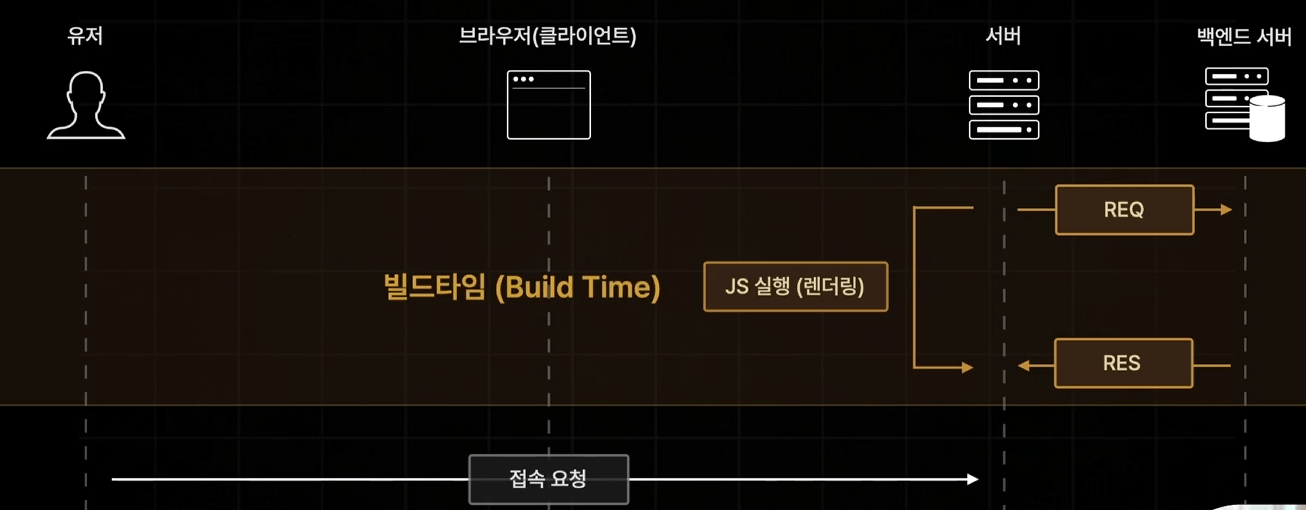 유저
브라우저(클라이언트)
서버
백엔드 서버
REQ
빌드타임 (Build Time)
JS 실행 (렌더링)
RES
접속 요청